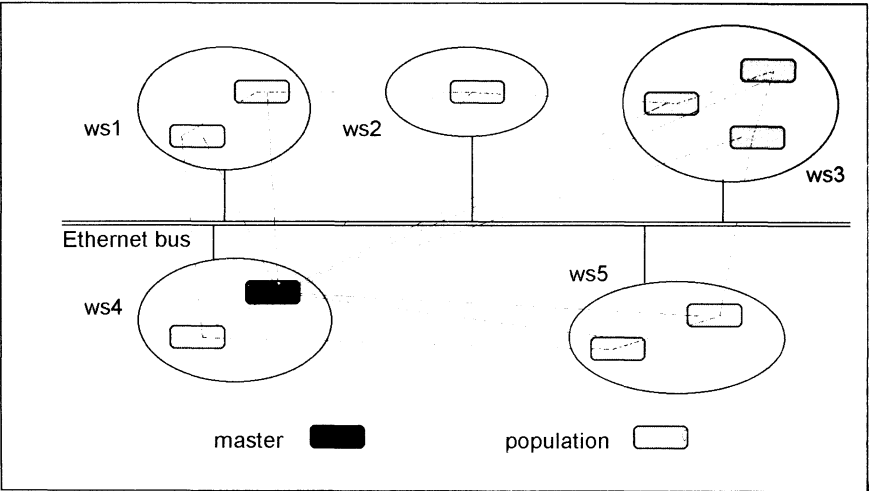 ws1
ws2
ws3
Ethernet bus
ws4
ws5
master
population